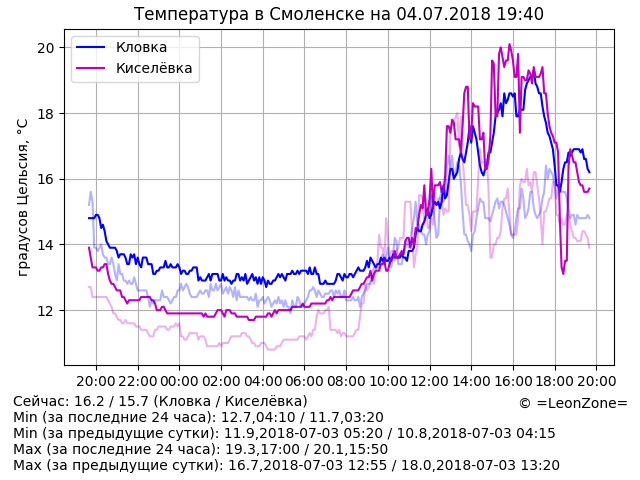 Температура в Смоленске на 04.07.2018 19:40
Кловка
Киселёвка
градусов Цельсия, °C
20
18
16
14
12
20:00 22:00 00:00 02:00 04:00 06:00 08:00 10:00 12:00 14:00 16:00 18:00 20:00
Сейчас: 16.2 / 15.7 (Кловка / Киселёвка)
© =LeonZone=
Min (за последние 24 часа): 12.7,04:10 / 11.7,03:20
Min (за предыдущие сутки): 11.9,2018-07-03 05:20 / 10.8,2018-07-03 04:15
Max (за последние 24 часа): 19.3,17:00 / 20.1,15:50
Max (за предыдущие сутки): 16.7,2018-07-03 12:55 / 18.0,2018-07-03 13:20